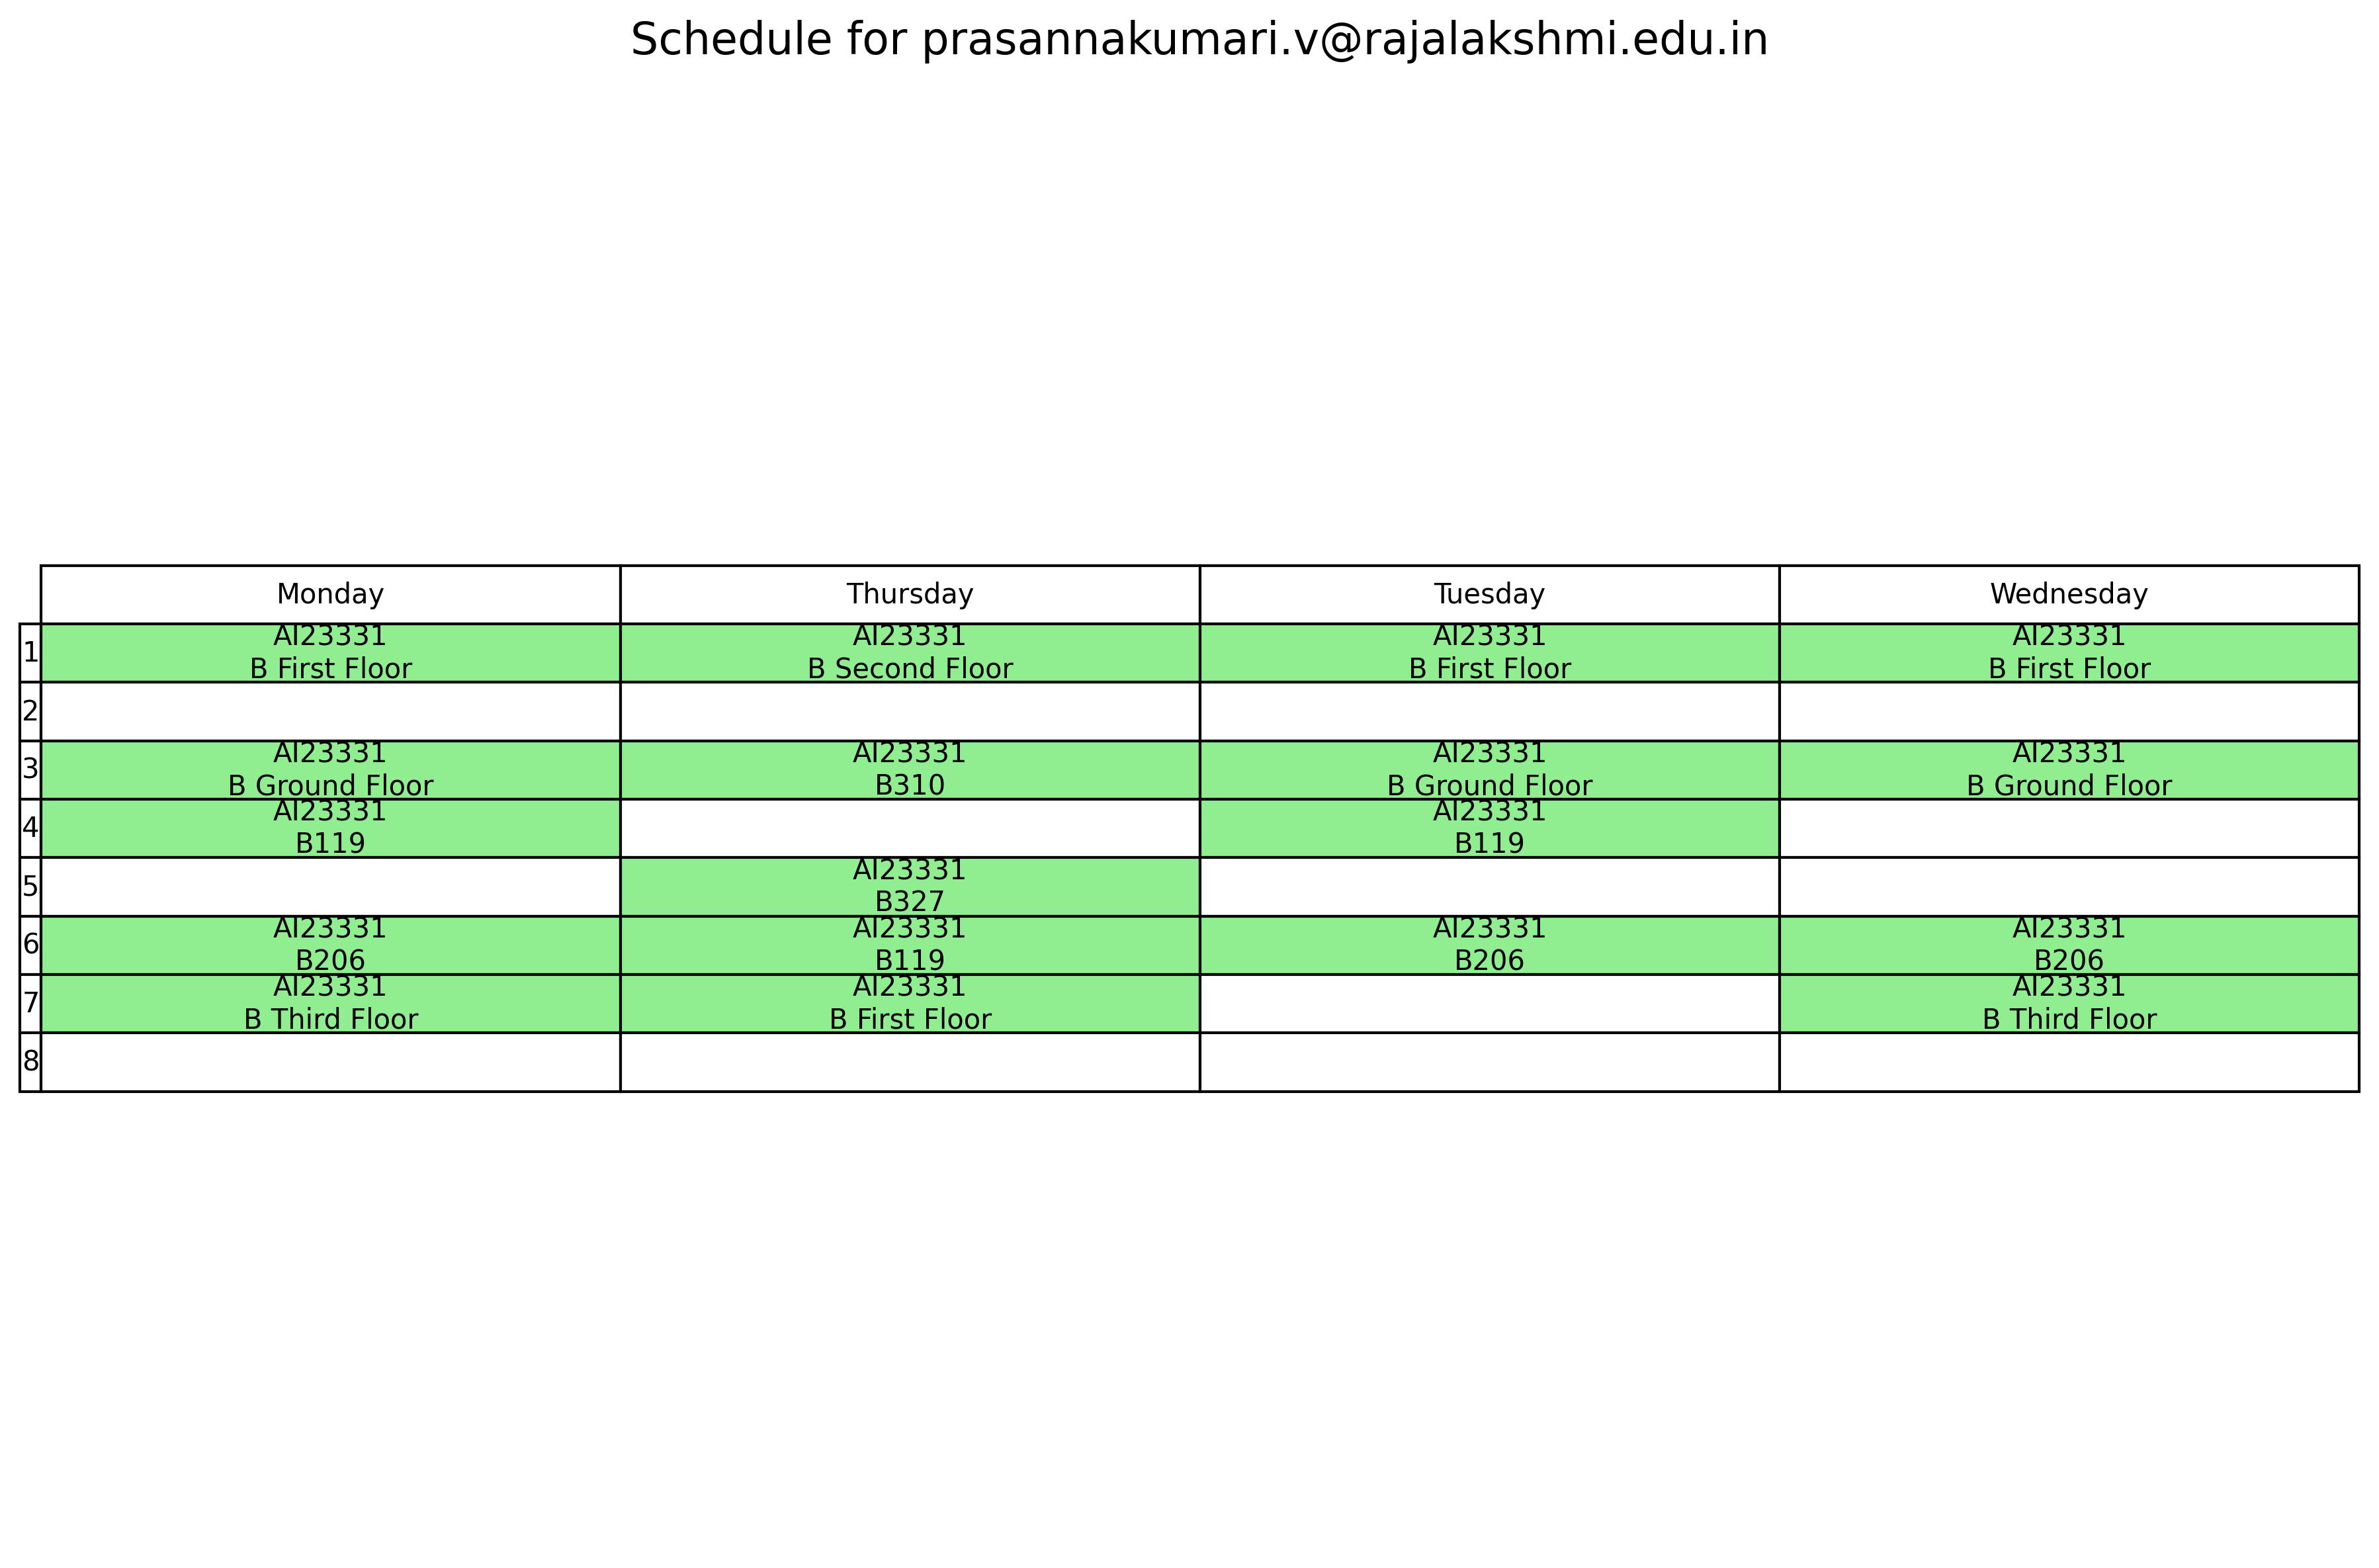 Schedule for prasannakumari.v@rajalakshmi.edu.in
Monday Thursday Tuesday Wednesday
1
AI23331
B First Floor
AI23331
B Second Floor
AI23331
B First Floor
AI23331
B First Floor
2
3
AI23331
B Ground Floor
AI23331
B310
AI23331
B Ground Floor
AI23331
B Ground Floor
4
AI23331
B119
AI23331
B119
5
AI23331
B327
6
AI23331
B206
AI23331
B119
AI23331
B206
AI23331
B206
7
AI23331
B Third Floor
AI23331
B First Floor
AI23331
B Third Floor
8